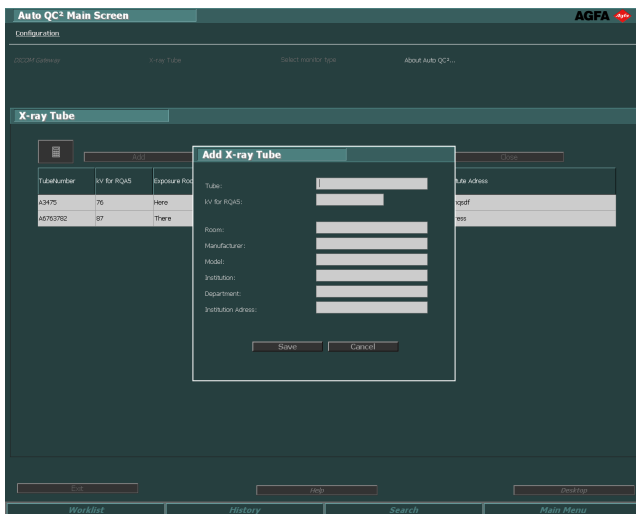 Auto QC² Main Screen AGFA Agfa
Configuration
DICOM Gateway X-ray Tube Select monitor type About Auto QC²...
X-ray Tube
Add Close
Add X-ray Tube
TubeNumber kV for RQA5 Exposure Roo tute Adress
A3475 76 Here nqsdf
A6763782 87 There ress
Tube:
kV for RQA5:
Room:
Manufacturer:
Model:
Institution:
Department:
Institution Adress:
Save Cancel
Exit Help Desktop
Worklist History Search Main Menu